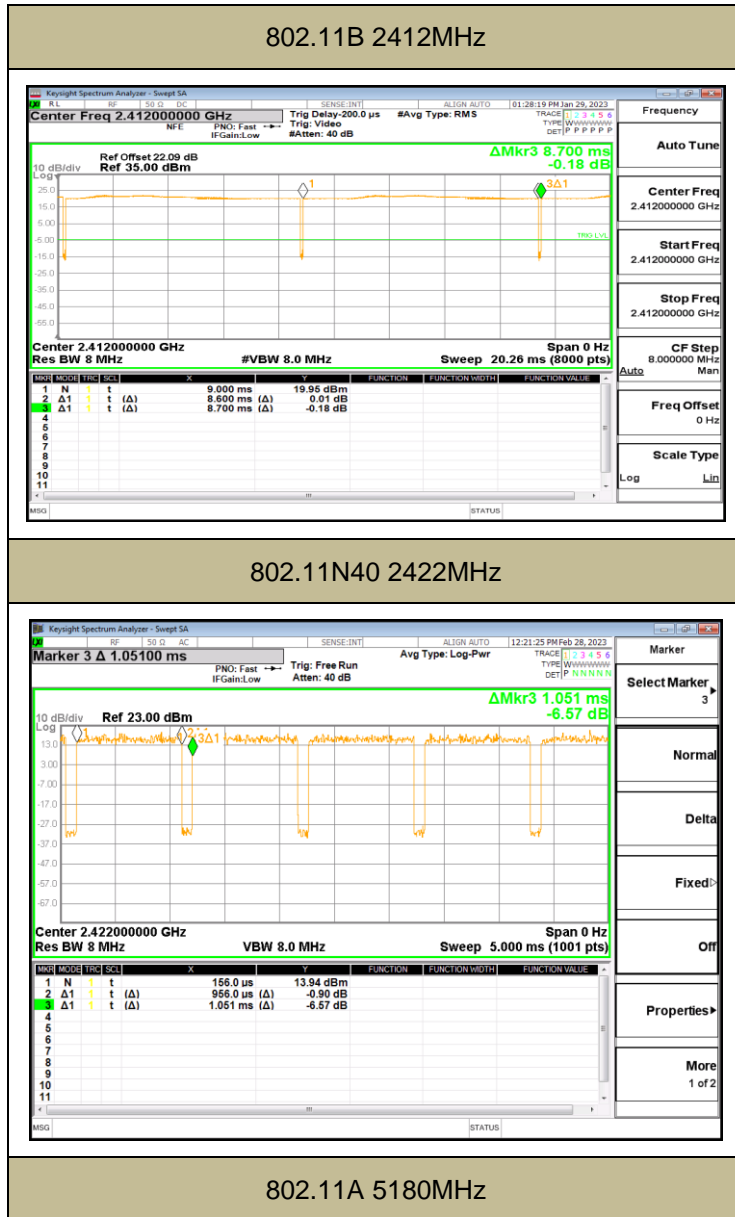 802.11B 2412MHz
Keysight Spectrum Analyzer - Swept SA
RL RF 50 Ω DC SENSE:INT ALIGN AUTO 01:28:19 PM Jan 29, 2023
Center Freq 2.412000000 GHz Trig Delay-200.0 µs #Avg Type: RMS TRACE 1 2 3 4 5 6
NFE PNO: Fast Trig: Video TYPE WWWWWWW
IFGain:Low #Atten: 40 dB DET P P P P P P
Frequency
Auto Tune
ΔMkr3 8.700 ms
-0.18 dB
Ref Offset 22.09 dB
10 dB/div Ref 35.00 dBm
Log
25.0
15.0
5.00
-5.00
-15.0
-25.0
-35.0
-45.0
-55.0
1
3Δ1
TRIG LVL
Center Freq
2.412000000 GHz
Start Freq
2.412000000 GHz
Stop Freq
2.412000000 GHz
Center 2.412000000 GHz Span 0 Hz
Res BW 8 MHz #VBW 8.0 MHz Sweep 20.26 ms (8000 pts)
CF Step
8.000000 MHz
Auto Man
MKR MODE TRC SCL X Y FUNCTION FUNCTION WIDTH FUNCTION VALUE
1 N 1 t 9.000 ms 19.95 dBm
2 Δ1 1 t (Δ) 8.600 ms (Δ) 0.01 dB
3 Δ1 1 t (Δ) 8.700 ms (Δ) -0.18 dB
4
5
6
7
8
9
10
11
Freq Offset
0 Hz
Scale Type
Log Lin
MSG STATUS
802.11N40 2422MHz
Keysight Spectrum Analyzer - Swept SA
RF 50 Ω AC SENSE:INT ALIGN AUTO 12:21:25 PM Feb 28, 2023
Marker 3 Δ 1.05100 ms Avg Type: Log-Pwr TRACE 1 2 3 4 5 6
PNO: Fast Trig: Free Run TYPE WWWWWWW
IFGain:Low Atten: 40 dB DET P N N N N N
Marker
Select Marker
3
ΔMkr3 1.051 ms
-6.57 dB
10 dB/div Ref 23.00 dBm
Log
13.0
3.00
-7.00
-17.0
-27.0
-37.0
-47.0
-57.0
-67.0
1
2
3Δ1
Normal
Delta
Fixed
Off
Center 2.422000000 GHz Span 0 Hz
Res BW 8 MHz VBW 8.0 MHz Sweep 5.000 ms (1001 pts)
MKR MODE TRC SCL X Y FUNCTION FUNCTION WIDTH FUNCTION VALUE
1 N 1 t 156.0 µs 13.94 dBm
2 Δ1 1 t (Δ) 956.0 µs (Δ) -0.90 dB
3 Δ1 1 t (Δ) 1.051 ms (Δ) -6.57 dB
4
5
6
7
8
9
10
11
Properties
More
1 of 2
MSG STATUS
802.11A 5180MHz